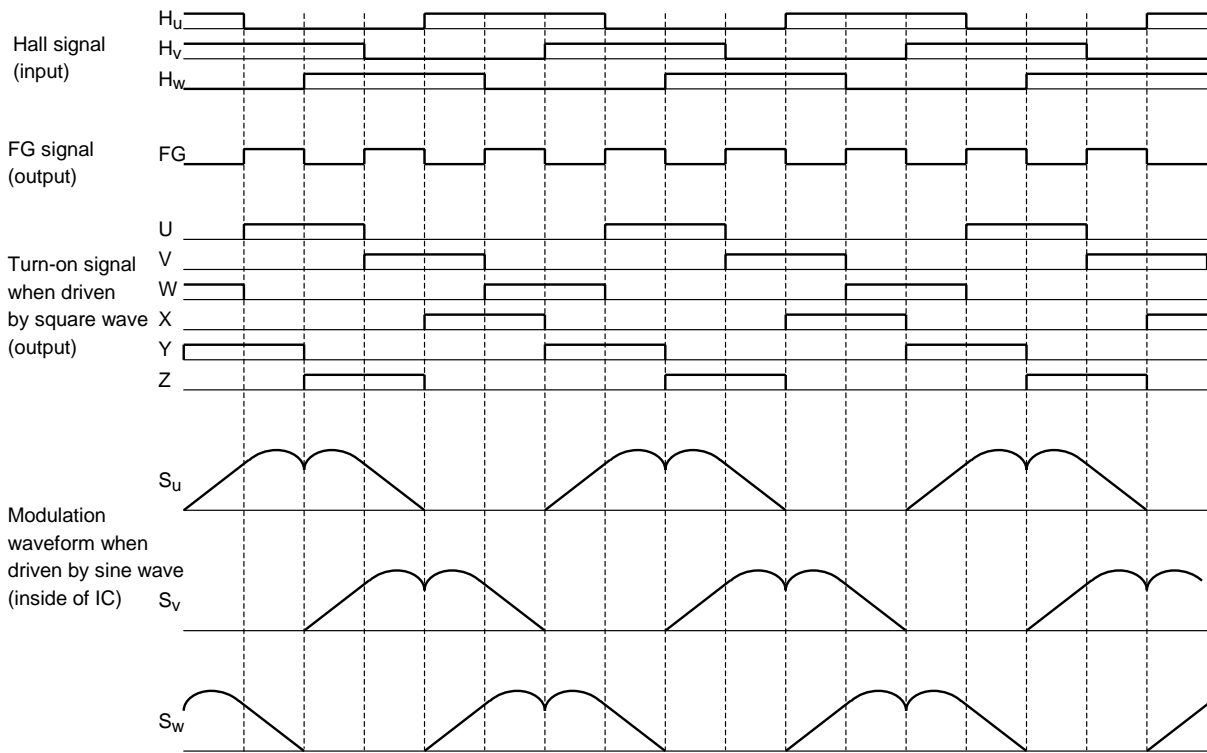 Hall signal
(input)
Hu
Hv
Hw
FG signal
(output)
FG
Turn-on signal
when driven
by square wave
(output)
U
V
W
X
Y
Z
Modulation
waveform when
driven by sine wave
(inside of IC)
Su
Sv
Sw